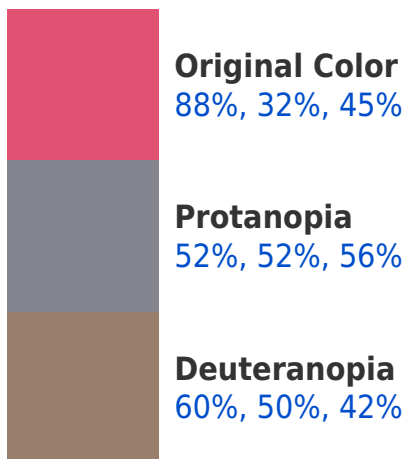 Original Color
88%, 32%, 45%
Protanopia
52%, 52%, 56%
Deuteranopia
60%, 50%, 42%